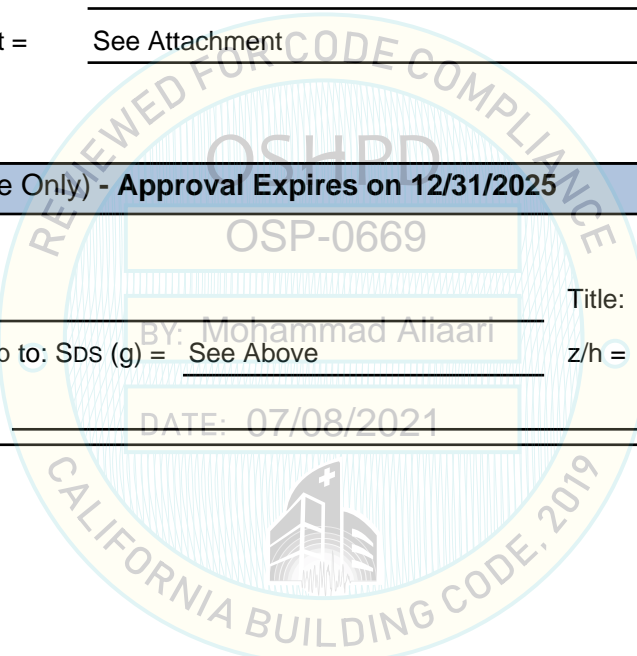 t = See Attachment
REVIEWED FOR CODE COMPLIANCE
OSHPD
e Only) - Approval Expires on 12/31/2025
OSP-0669
Title:
BY: Mohammad Aliaari
o to: SDS (g) = See Above z/h =
DATE: 07/08/2021
CALIFORNIA BUILDING CODE, 2019